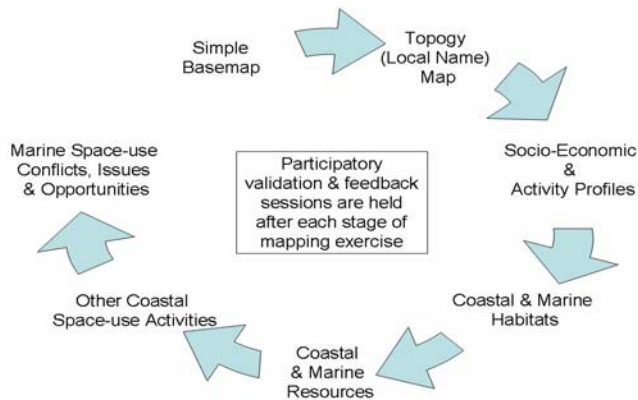 Simple
Basemap
Topogy
(Local Name)
Map
Socio-Economic
&
Activity Profiles
Coastal & Marine
Habitats
Coastal
& Marine
Resources
Other Coastal
Space-use Activities
Marine Space-use
Conflicts, Issues
& Opportunities
Participatory
validation & feedback
sessions are held
after each stage of
mapping exercise